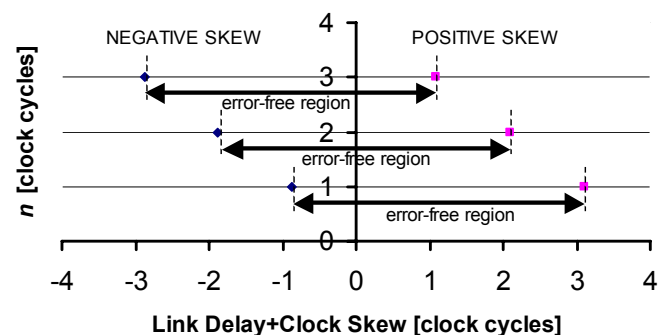 4
NEGATIVE SKEW POSITIVE SKEW
3
error-free region
2
error-free region
1
error-free region
0
-4 -3 -2 -1 0 1 2 3 4
n [clock cycles]
Link Delay+Clock Skew [clock cycles]